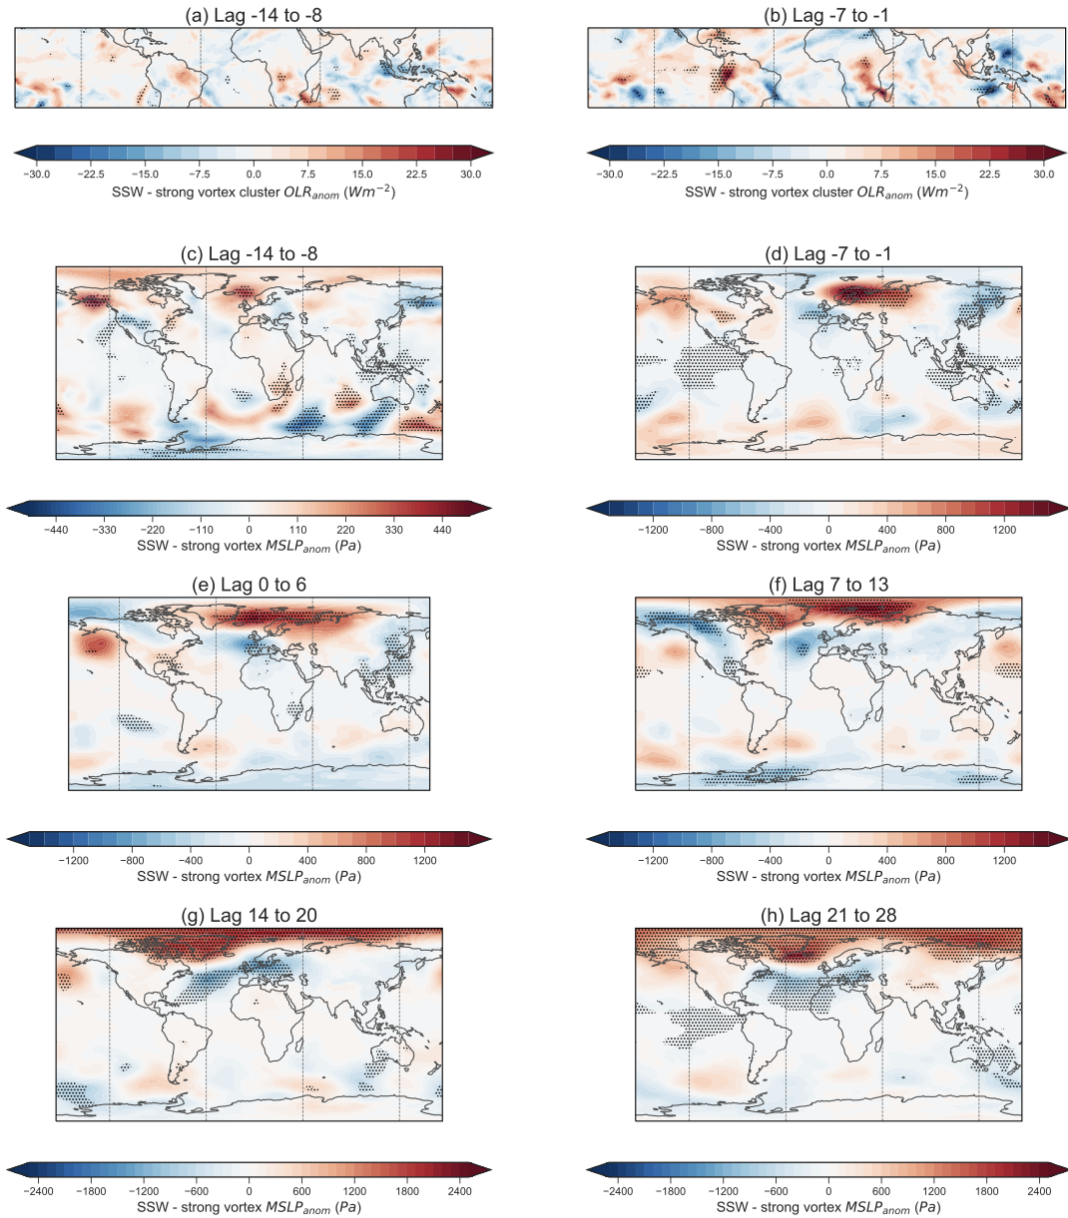 (a) Lag -14 to -8
(b) Lag -7 to -1
−30.0 −22.5 −15.0 −7.5 0.0 7.5 15.0 22.5 30.0
SSW - strong vortex cluster OLR_anom (Wm⁻²)
−30.0 −22.5 −15.0 −7.5 0.0 7.5 15.0 22.5 30.0
SSW - strong vortex cluster OLR_anom (Wm⁻²)
(c) Lag -14 to -8
(d) Lag -7 to -1
−440 −330 −220 −110 0 110 220 330 440
SSW - strong vortex MSLP_anom (Pa)
−1200 −800 −400 0 400 800 1200
SSW - strong vortex MSLP_anom (Pa)
(e) Lag 0 to 6
(f) Lag 7 to 13
−1200 −800 −400 0 400 800 1200
SSW - strong vortex MSLP_anom (Pa)
−1200 −800 −400 0 400 800 1200
SSW - strong vortex MSLP_anom (Pa)
(g) Lag 14 to 20
(h) Lag 21 to 28
−2400 −1800 −1200 −600 0 600 1200 1800 2400
SSW - strong vortex MSLP_anom (Pa)
−2400 −1800 −1200 −600 0 600 1200 1800 2400
SSW - strong vortex MSLP_anom (Pa)